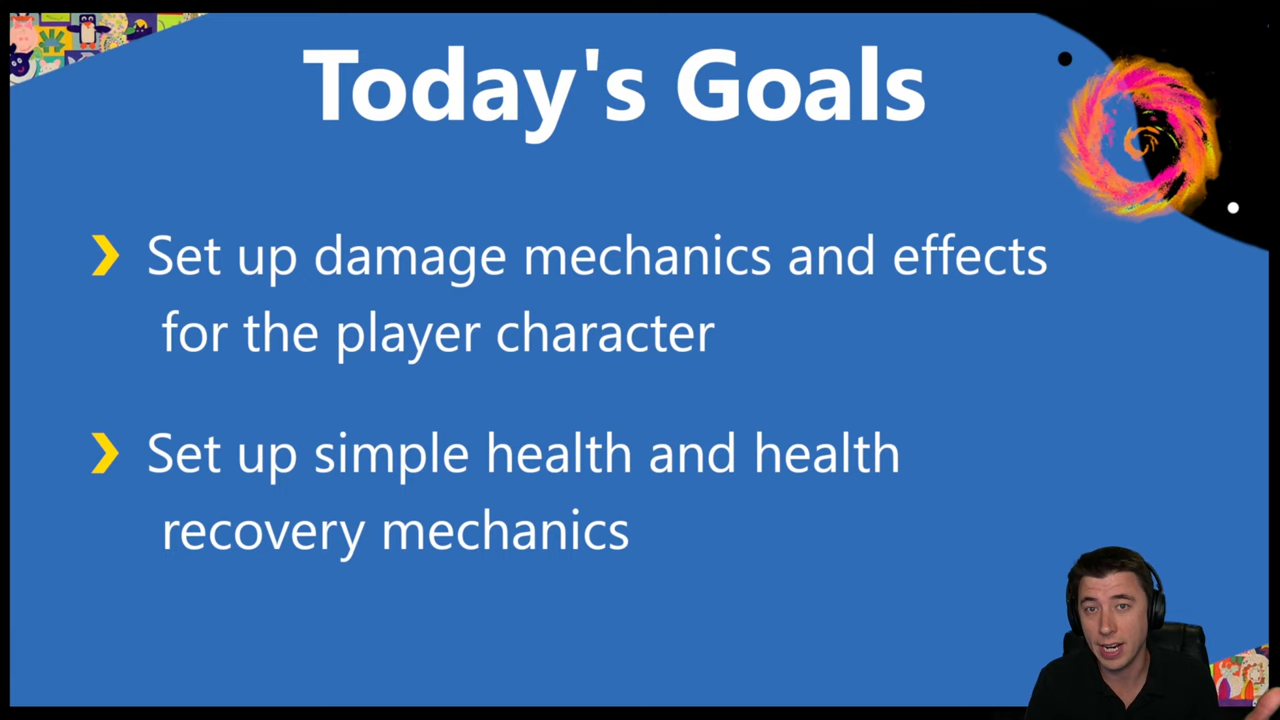 Today's Goals
Set up damage mechanics and effects
for the player character
Set up simple health and health
recovery mechanics